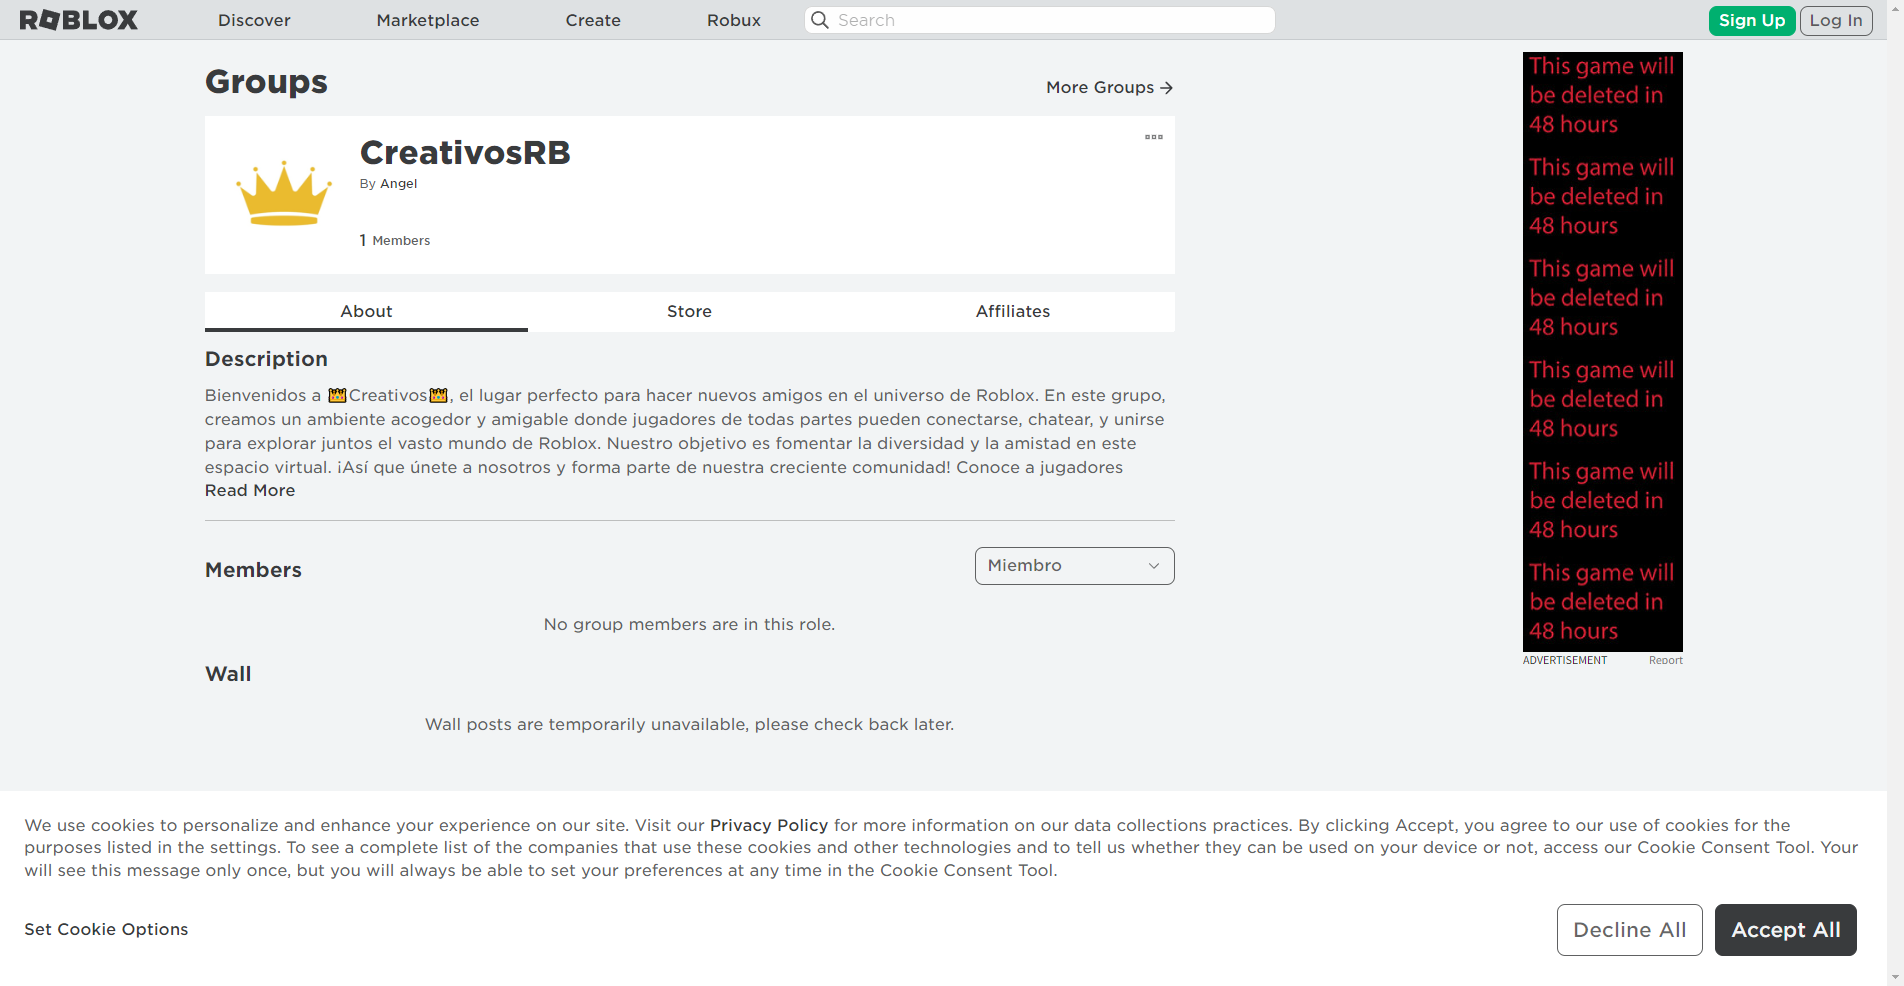 ROBLOX
Discover
Marketplace
Create
Robux
Search
Sign Up
Log In
Groups
More Groups
CreativosRB
By Angel
1 Members
About
Store
Affiliates
Description
Bienvenidos a 👑Creativos👑, el lugar perfecto para hacer nuevos amigos en el universo de Roblox. En este grupo,
creamos un ambiente acogedor y amigable donde jugadores de todas partes pueden conectarse, chatear, y unirse
para explorar juntos el vasto mundo de Roblox. Nuestro objetivo es fomentar la diversidad y la amistad en este
espacio virtual. ¡Así que únete a nosotros y forma parte de nuestra creciente comunidad! Conoce a jugadores
Read More
Members
Miembro
No group members are in this role.
Wall
Wall posts are temporarily unavailable, please check back later.
This game will
be deleted in
48 hours
This game will
be deleted in
48 hours
This game will
be deleted in
48 hours
This game will
be deleted in
48 hours
This game will
be deleted in
48 hours
This game will
be deleted in
48 hours
ADVERTISEMENT
Report
We use cookies to personalize and enhance your experience on our site. Visit our Privacy Policy for more information on our data collections practices. By clicking Accept, you agree to our use of cookies for the
purposes listed in the settings. To see a complete list of the companies that use these cookies and other technologies and to tell us whether they can be used on your device or not, access our Cookie Consent Tool. Your
will see this message only once, but you will always be able to set your preferences at any time in the Cookie Consent Tool.
Set Cookie Options
Decline All
Accept All